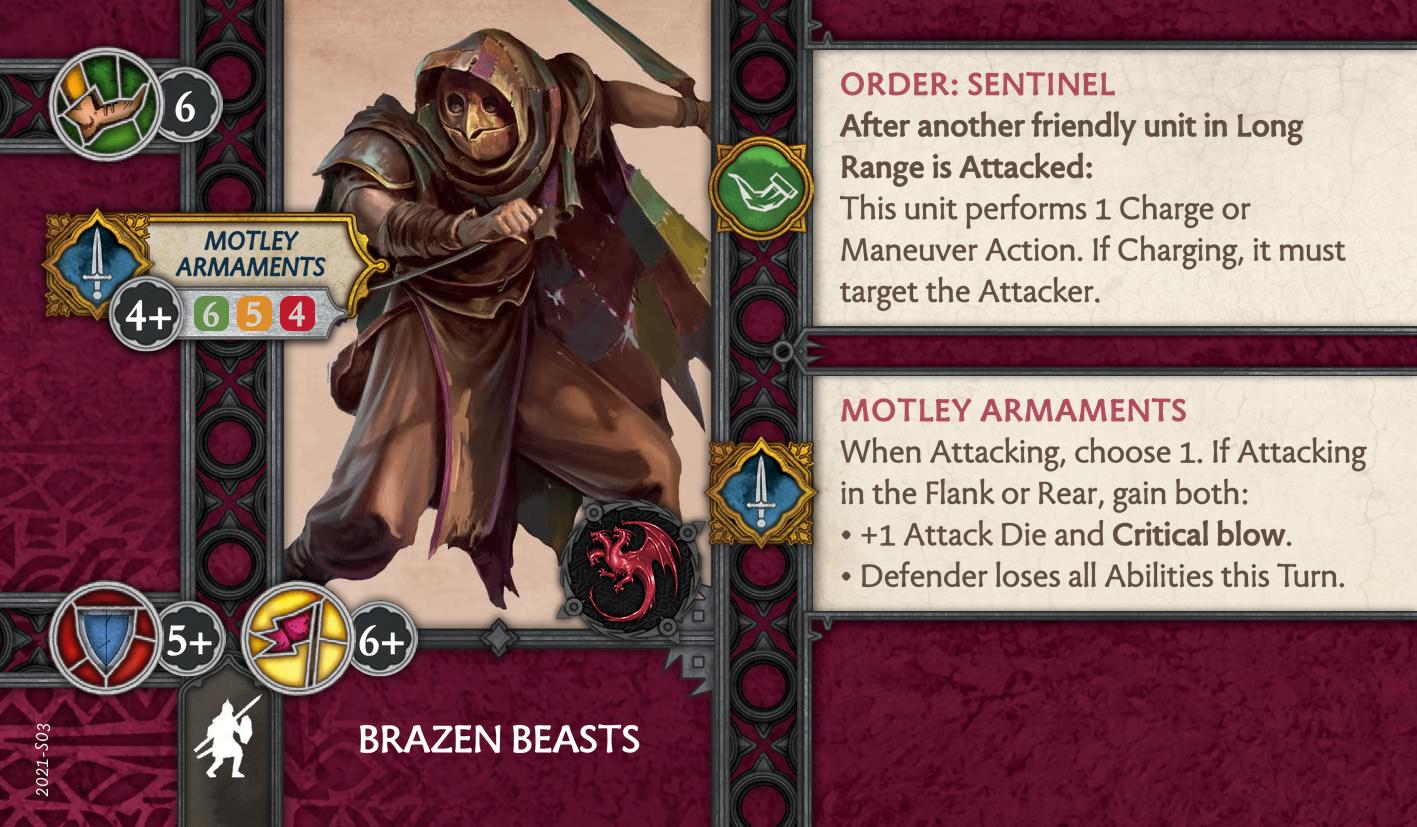 6
MOTLEY
ARMAMENTS
4+ 6 5 4
5+ 6+
BRAZEN BEASTS
2021-S03
ORDER: SENTINEL
After another friendly unit in Long
Range is Attacked:
This unit performs 1 Charge or
Maneuver Action. If Charging, it must
target the Attacker.
MOTLEY ARMAMENTS
When Attacking, choose 1. If Attacking
in the Flank or Rear, gain both:
• +1 Attack Die and Critical blow.
• Defender loses all Abilities this Turn.